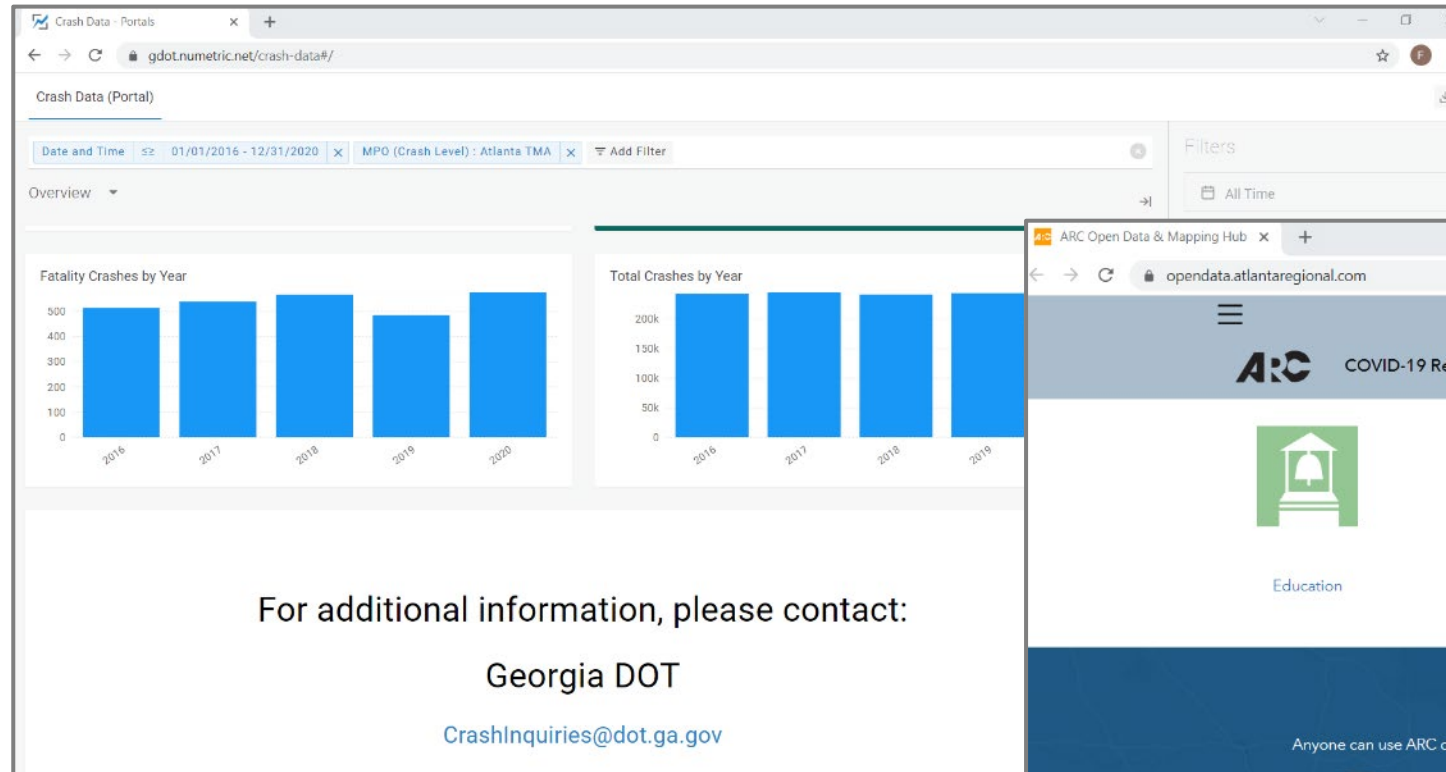 Crash Data - Portals
gdot.numetric.net/crash-data#/
F
Crash Data (Portal)
Date and Time ≤≥ 01/01/2016 - 12/31/2020 x MPO (Crash Level) : Atlanta TMA x Add Filter
Filters
Overview
All Time
Fatality Crashes by Year
500
400
300
200
100
0
2016 2017 2018 2019 2020
Total Crashes by Year
200k
150k
100k
50k
0
2016 2017 2018 2019
For additional information, please contact:
Georgia DOT
CrashInquiries@dot.ga.gov
ARC Open Data & Mapping Hub
opendata.atlantaregional.com
ARC COVID-19 Re
Education
Anyone can use ARC